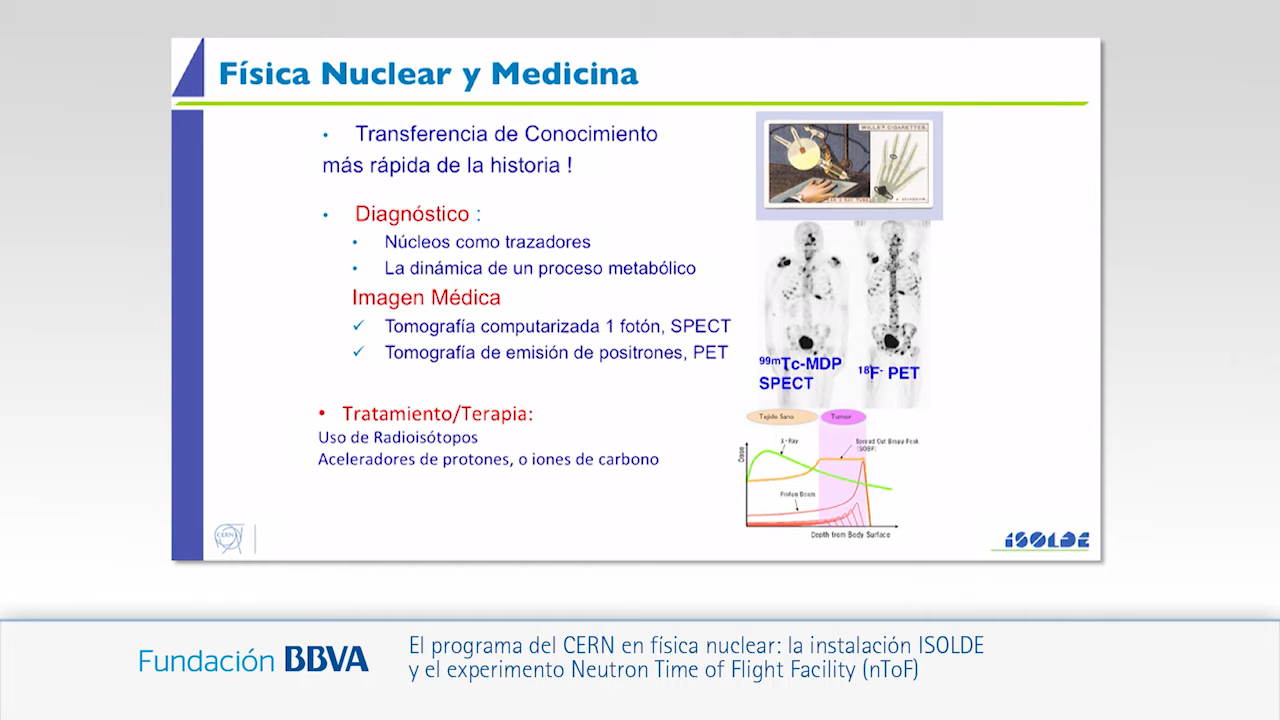 Física Nuclear y Medicina
• Transferencia de Conocimiento
más rápida de la historia !
• Diagnóstico :
• Núcleos como trazadores
• La dinámica de un proceso metabólico
Imagen Médica
✓ Tomografía computarizada 1 fotón, SPECT
✓ Tomografía de emisión de positrones, PET
• Tratamiento/Terapia:
Uso de Radioisótopos
Aceleradores de protones, o iones de carbono
WILLS'S CIGARETTES.
99mTc-MDP
SPECT
18F- PET
Tejido Sano
Tumor
X-Ray
Spread Out Bragg Peak
(SOBP)
Dose
Proton Beam
Depth from Body Surface
CERN
ISOLDE
Fundación BBVA
El programa del CERN en física nuclear: la instalación ISOLDE
y el experimento Neutron Time of Flight Facility (nToF)